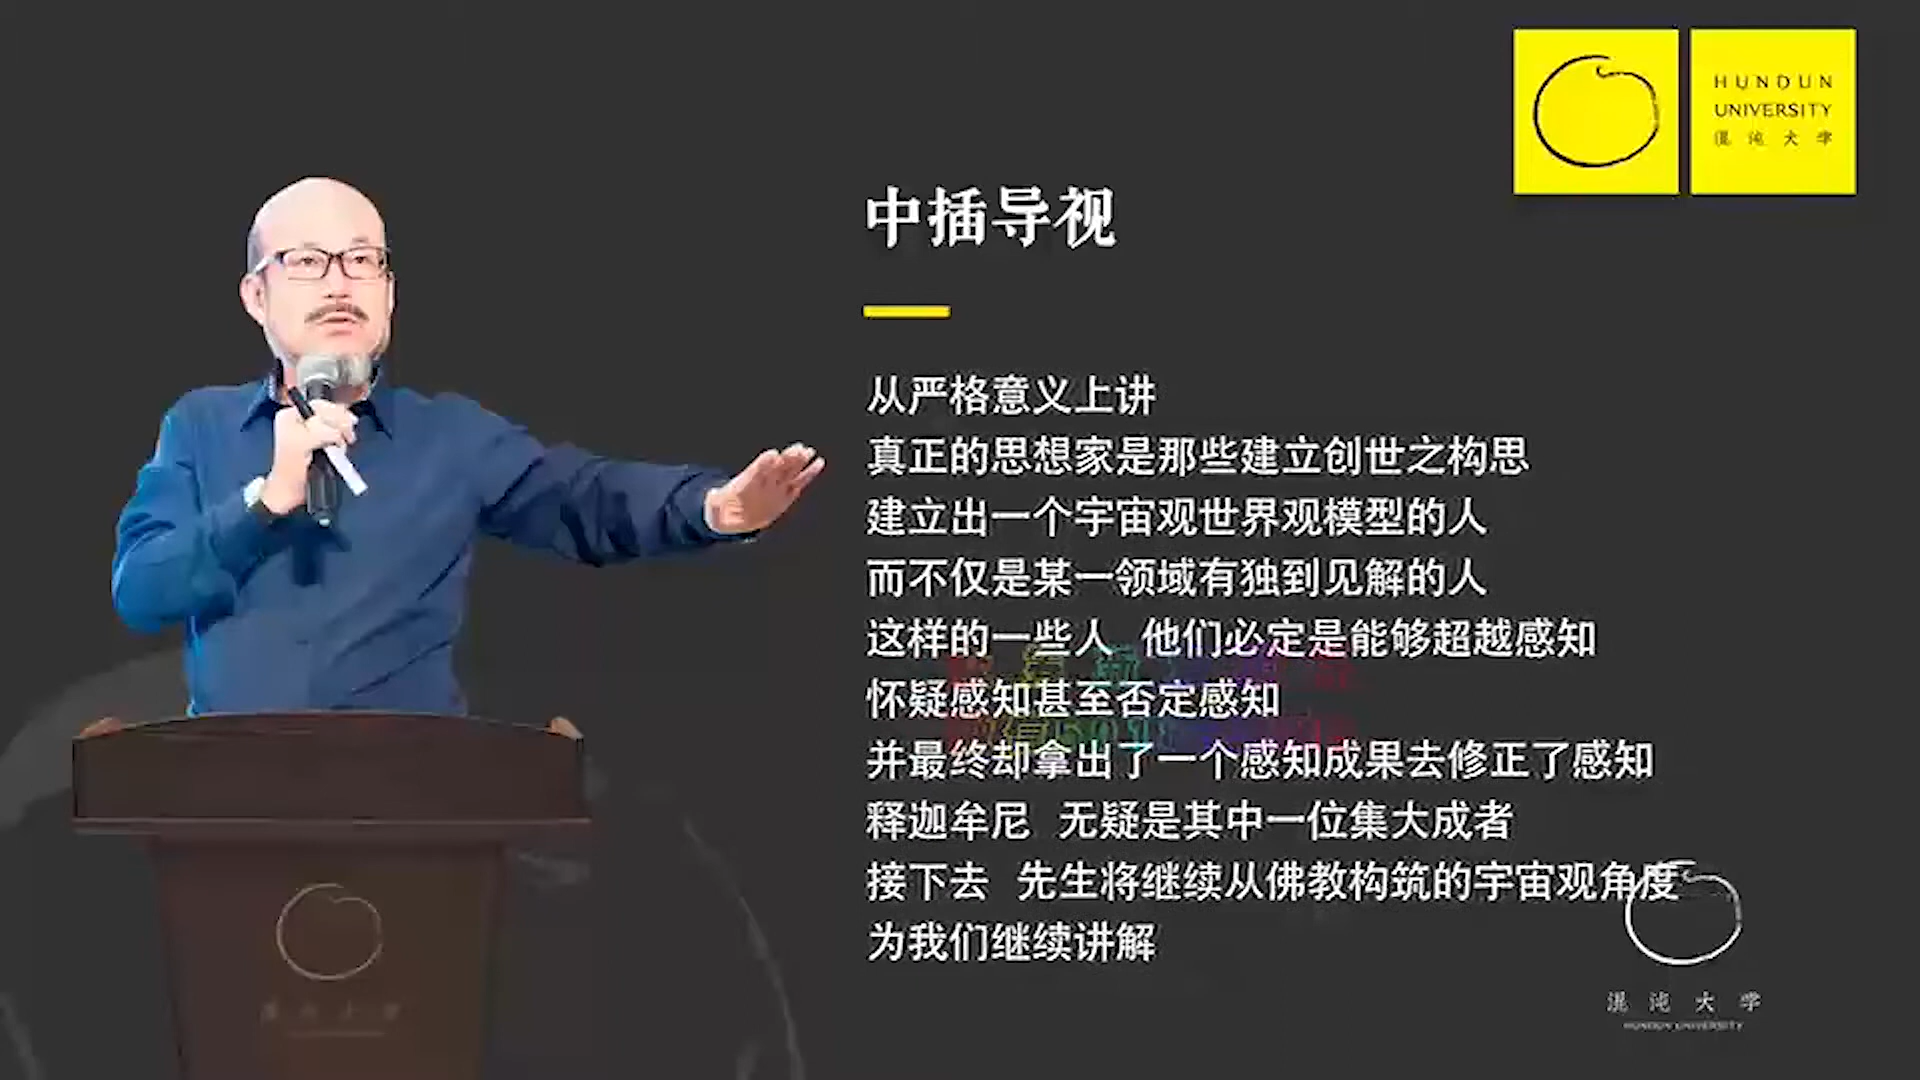 HUNDUN
UNIVERSITY
混沌大学
中插导视
从严格意义上讲
真正的思想家是那些建立创世之构思
建立出一个宇宙观世界观模型的人
而不仅是某一领域有独到见解的人
这样的一些人 他们必定是能够超越感知
怀疑感知甚至否定感知
并最终却拿出了一个感知成果去修正了感知
释迦牟尼 无疑是其中一位集大成者
接下去 先生将继续从佛教构筑的宇宙观角度
为我们继续讲解
混沌大学
HUNDUN UNIVERSITY